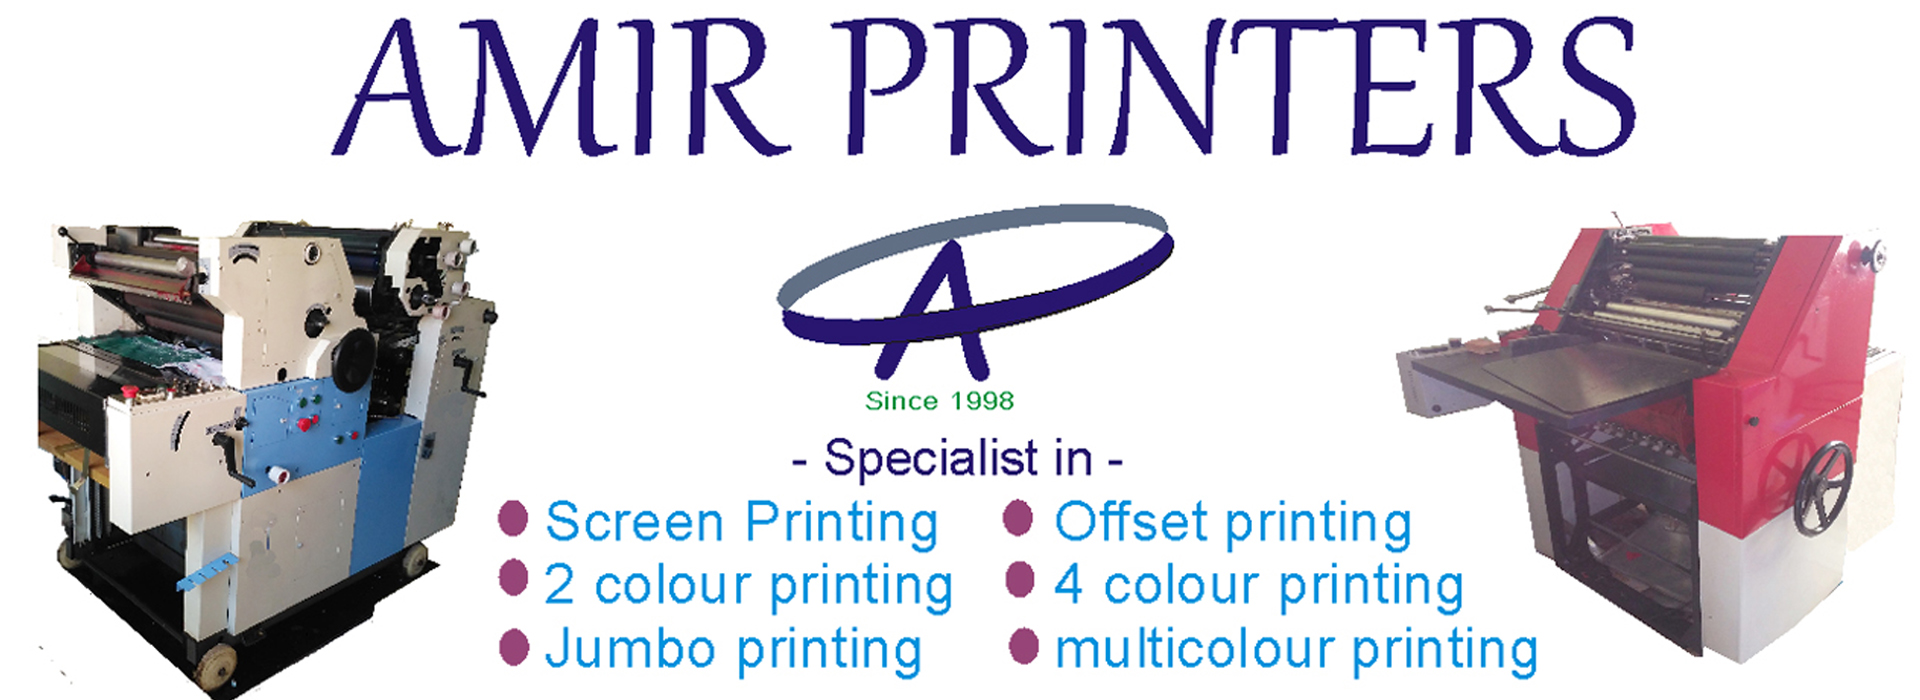 AMIR PRINTERS
A
Since 1998
- Specialist in -
Screen Printing
Offset printing
2 colour printing
4 colour printing
Jumbo printing
multicolour printing